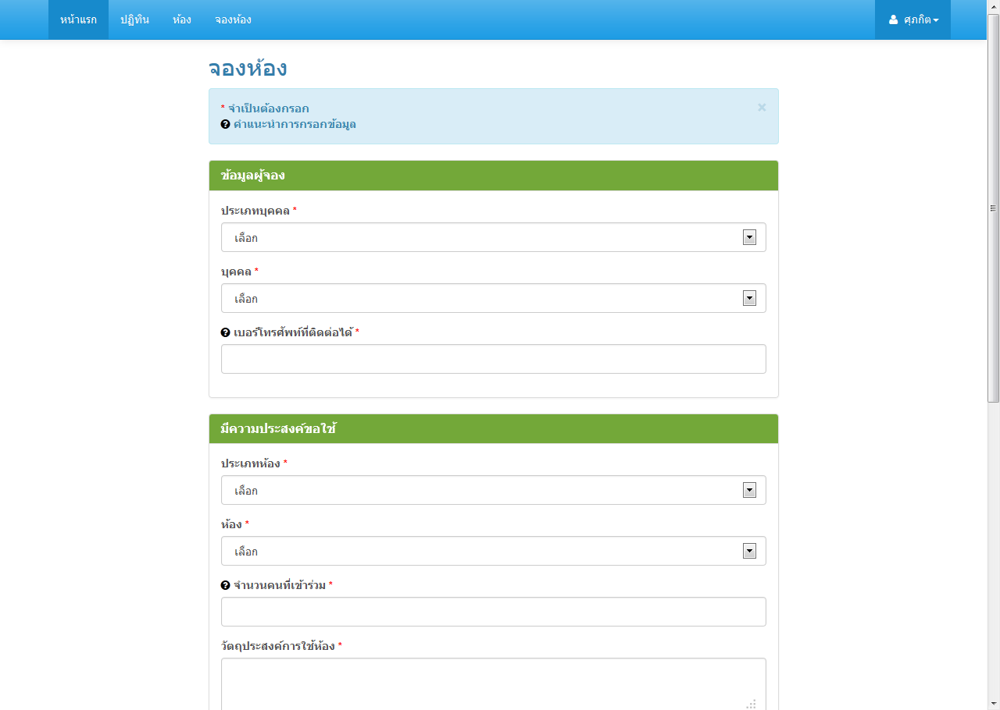 หน้าแรก ปฏิทิน ห้อง จองห้อง ศุภกิต
จองห้อง
* จำเป็นต้องกรอก ×
คำแนะนำการกรอกข้อมูล
ข้อมูลผู้จอง
ประเภทบุคคล *
เลือก
บุคคล *
เลือก
เบอร์โทรศัพท์ที่ติดต่อได้ *
มีความประสงค์ขอใช้
ประเภทห้อง *
เลือก
ห้อง *
เลือก
จำนวนคนที่เข้าร่วม *
วัตถุประสงค์การใช้ห้อง *